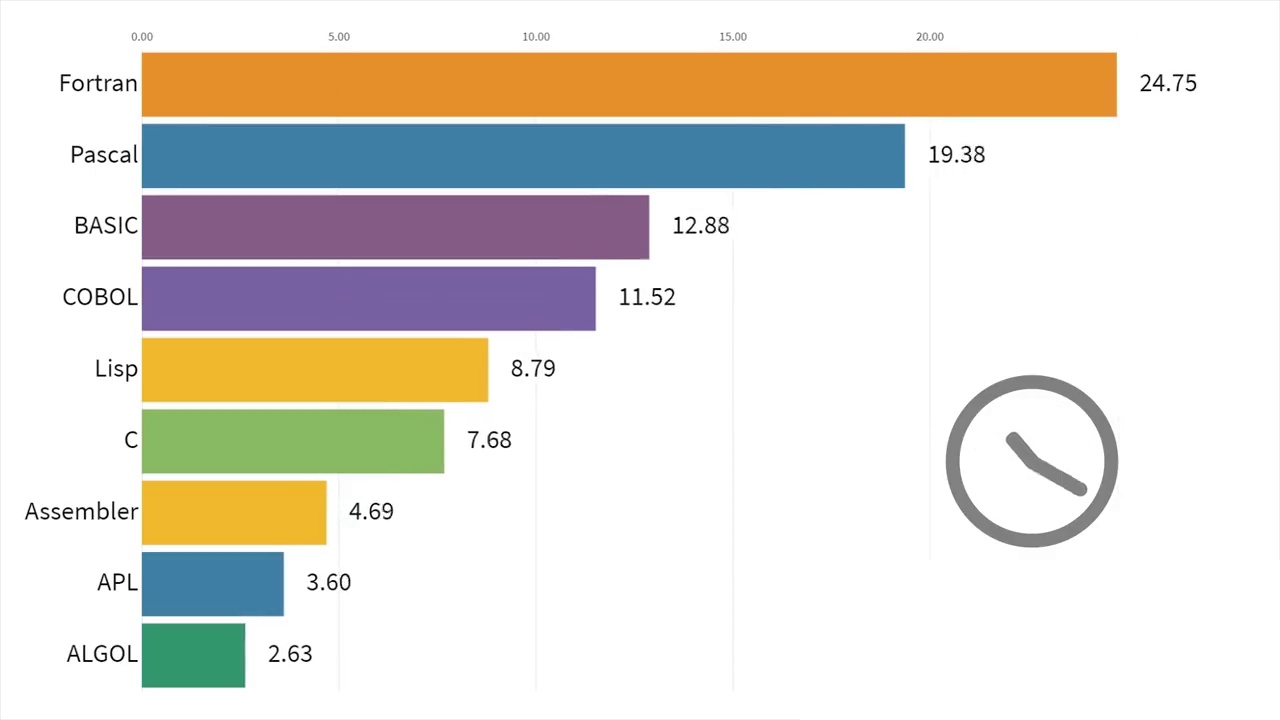 0.00 5.00 10.00 15.00 20.00
Fortran 24.75
Pascal 19.38
BASIC 12.88
COBOL 11.52
Lisp 8.79
C 7.68
Assembler 4.69
APL 3.60
ALGOL 2.63